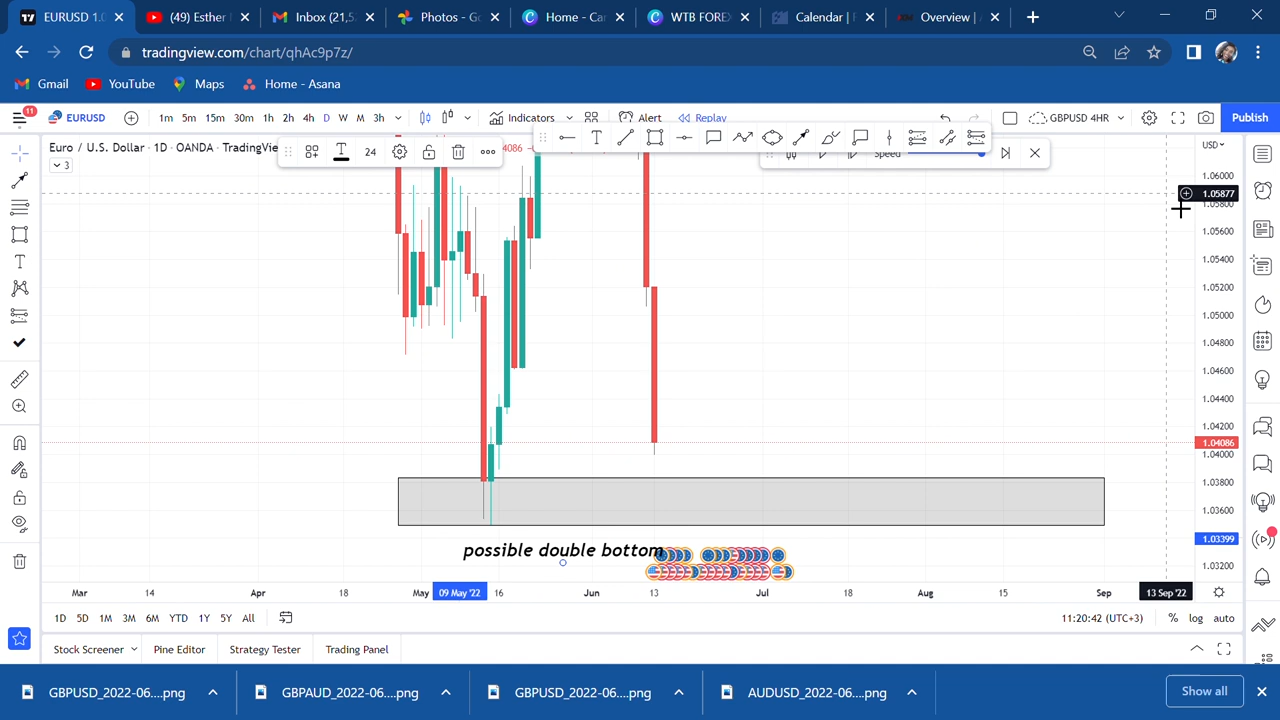 EURUSD 1.0
(49) Esther
Inbox (21,5
Photos - Go
Home - Can
WTB FOREX
Calendar |
Overview |
tradingview.com/chart/qhAc9p7z/
Gmail
YouTube
Maps
Home - Asana
11
EURUSD
1m 5m 15m 30m 1h 2h 4h D W M 3h
Indicators
Alert
Replay
GBPUSD 4HR
Publish
Euro / U.S. Dollar · 1D · OANDA · TradingVie
24
4086
Speed
USD
3
1.06000
1.05877
1.05800
1.05600
1.05400
1.05200
1.05000
1.04800
1.04600
1.04400
1.04200
1.04086
1.04000
1.03800
1.03600
1.03399
1.03200
possible double bottom
Mar 14 Apr 18 May 09 May '22 16 Jun 13 Jul 18 Aug 15 Sep 13 Sep '22
1D 5D 1M 3M 6M YTD 1Y 5Y All
11:20:42 (UTC+3)
% log auto
Stock Screener
Pine Editor
Strategy Tester
Trading Panel
GBPUSD_2022-06....png
GBPAUD_2022-06....png
GBPUSD_2022-06....png
AUDUSD_2022-06....png
Show all